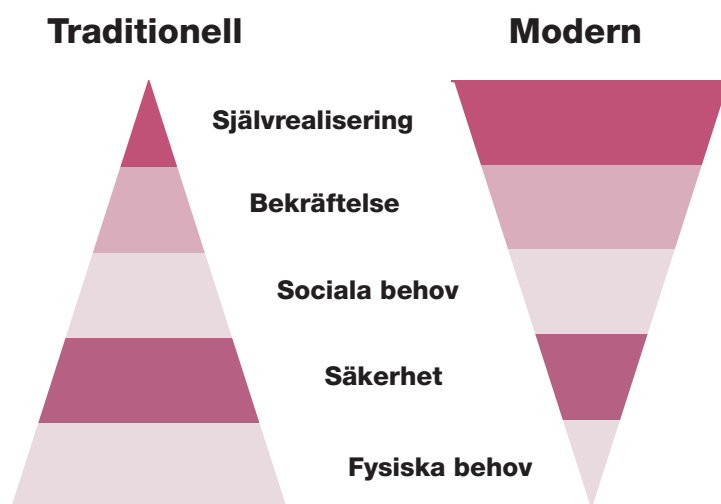 Traditionell
Modern
Självrealisering
Bekräftelse
Sociala behov
Säkerhet
Fysiska behov